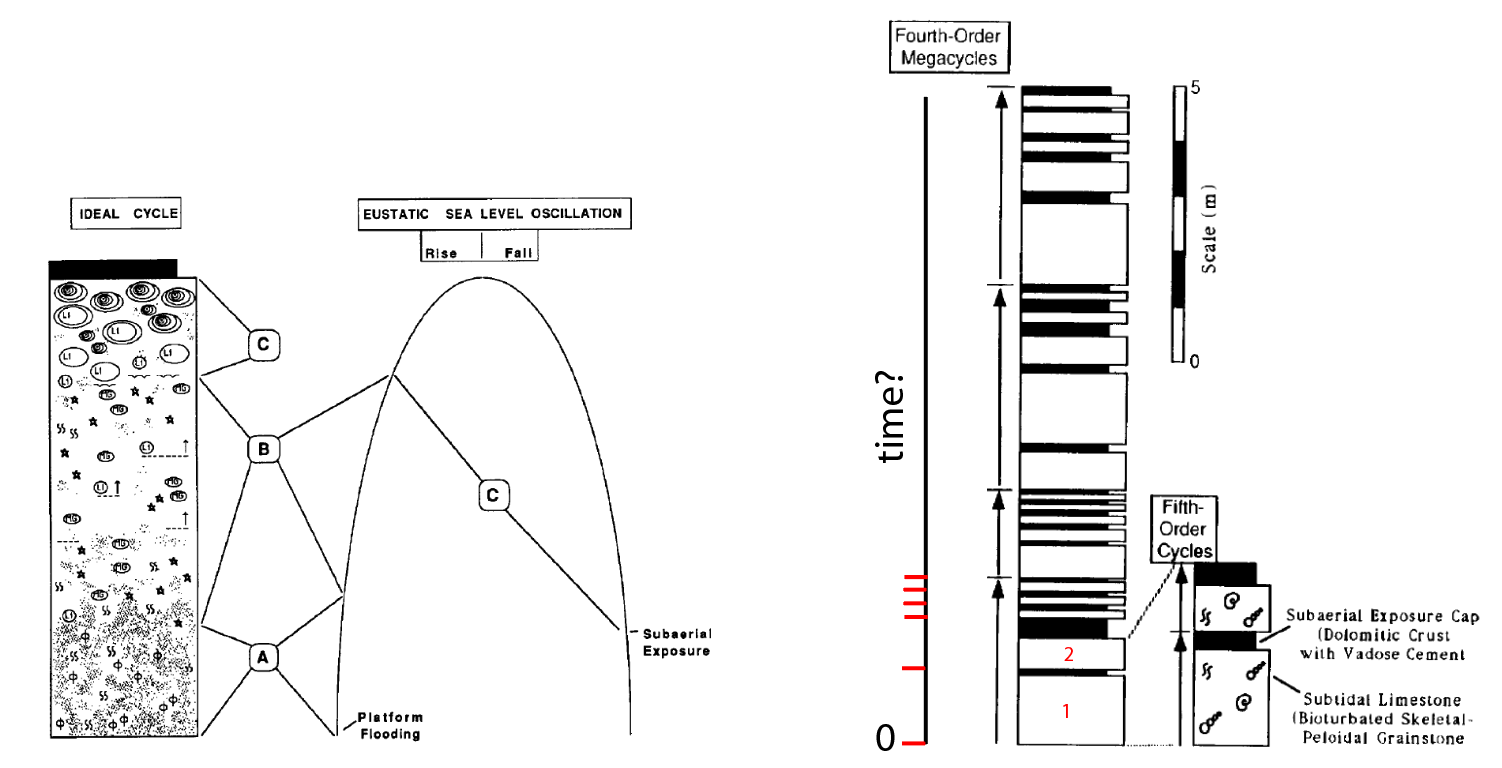 IDEAL CYCLE
EUSTATIC SEA LEVEL OSCILLATION
Rise Fall
C
B
C
A
Subaerial
Exposure
Platform
Flooding
Fourth-Order
Megacycles
5
Scale (m)
0
time?
0
2
1
Fifth-
Order
Cycles
Subaerial Exposure Cap
(Dolomitic Crust
with Vadose Cement
Subtidal Limestone
(Bioturbated Skeletal-
Peloidal Grainstone